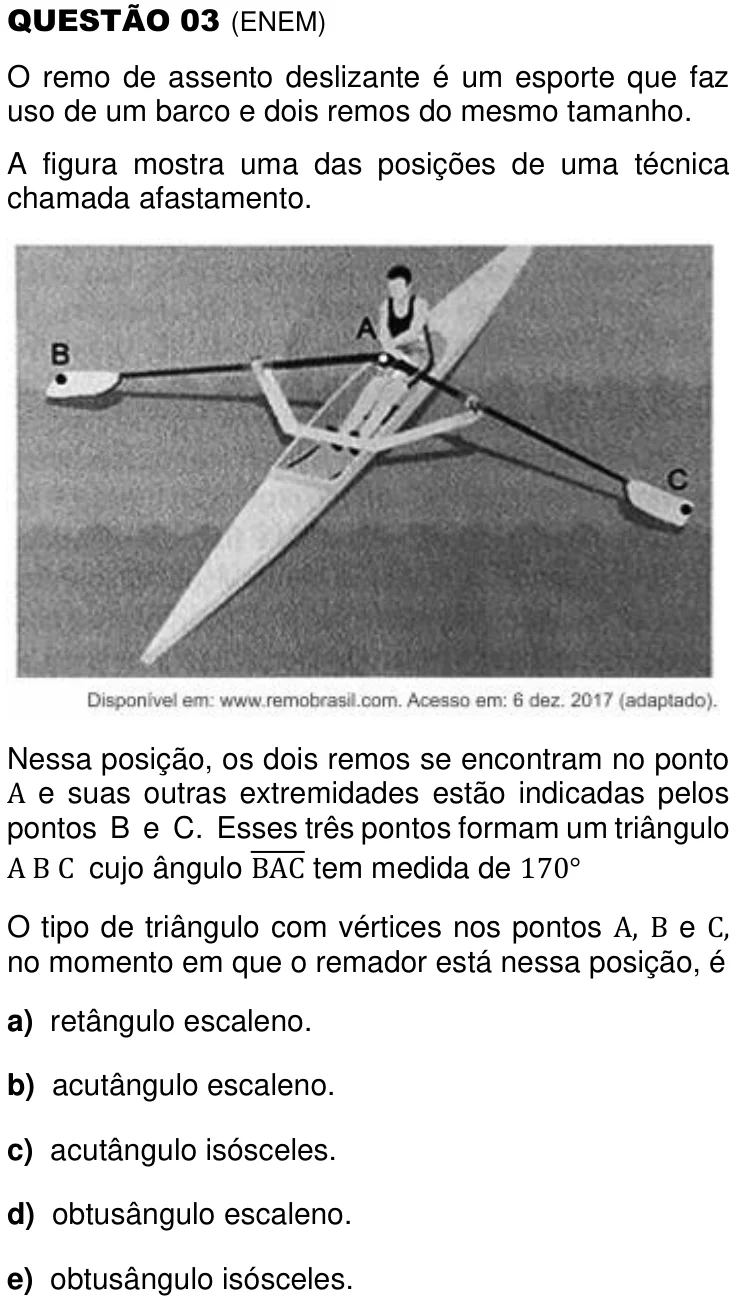 QUESTÃO 03 (ENEM)
O remo de assento deslizante é um esporte que faz
uso de um barco e dois remos do mesmo tamanho.
A figura mostra uma das posições de uma técnica
chamada afastamento.
A
B
C
Disponível em: www.remobrasil.com. Acesso em: 6 dez. 2017 (adaptado).
Nessa posição, os dois remos se encontram no ponto
A e suas outras extremidades estão indicadas pelos
pontos B e C. Esses três pontos formam um triângulo
A B C cujo ângulo B̅A̅C̅ tem medida de 170°
O tipo de triângulo com vértices nos pontos A, B e C,
no momento em que o remador está nessa posição, é
a) retângulo escaleno.
b) acutângulo escaleno.
c) acutângulo isósceles.
d) obtusângulo escaleno.
e) obtusângulo isósceles.